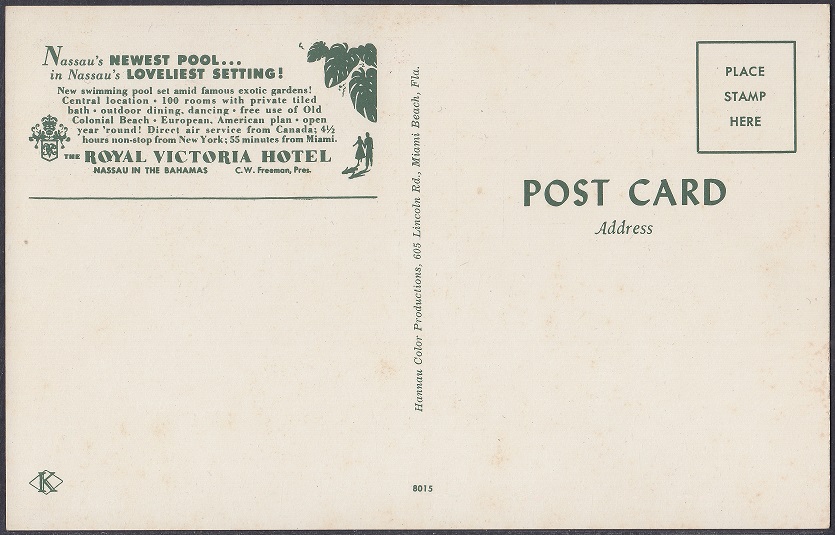 Nassau's NEWEST POOL...
in Nassau's LOVELIEST SETTING!
New swimming pool set amid famous exotic gardens!
Central location • 100 rooms with private tiled
bath • outdoor dining, dancing • free use of Old
Colonial Beach • European, American plan • open
year 'round! Direct air service from Canada; 4½
hours non-stop from New York; 55 minutes from Miami.
THE ROYAL VICTORIA HOTEL
NASSAU IN THE BAHAMAS C.W. Freeman, Pres.
Hannau Color Productions, 605 Lincoln Rd., Miami Beach, Fla.
PLACE
STAMP
HERE
POST CARD
Address
K
8015